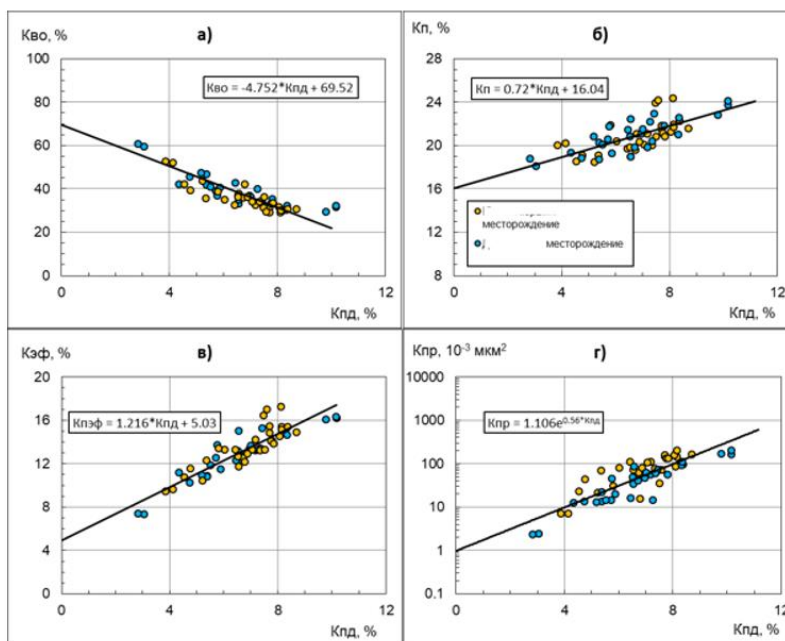 Кво, %
а)
100
80
60
40
20
0
Кво = -4.752*Кпд + 69.52
0
4
8
12
Кпд, %
Кп, %
б)
28
24
20
16
12
8
Кп = 0.72*Кпд + 16.04
месторождение
месторождение
0
4
8
12
Кпд, %
Кэф, %
в)
20
16
12
8
4
0
Кпэф = 1.216*Кпд + 5.03
0
4
8
12
Кпд, %
Кпр, 10⁻³ мкм²
г)
10000
1000
100
10
1
0.1
Кпр = 1.106e^0.56*Кпд
0
4
8
12
Кпд, %